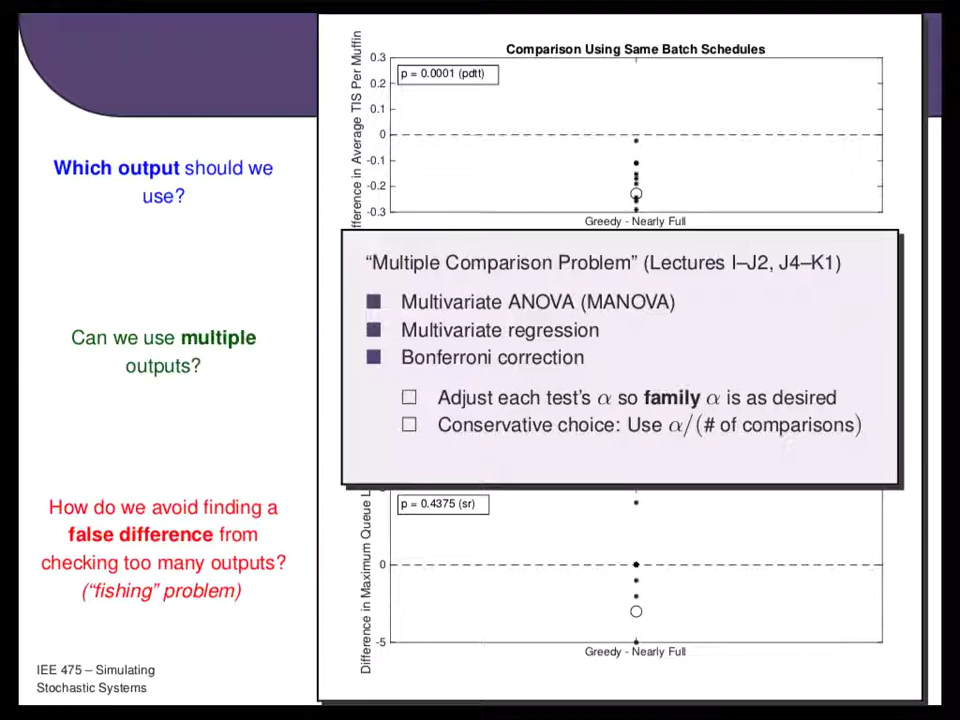 Which output should we
use?
Can we use multiple
outputs?
How do we avoid finding a
false difference from
checking too many outputs?
("fishing" problem)
IEE 475 – Simulating
Stochastic Systems
Comparison Using Same Batch Schedules
fference in Average TIS Per Muffin
0.3
0.2
0.1
0
-0.1
-0.2
-0.3
p = 0.0001 (pdtt)
Greedy - Nearly Full
“Multiple Comparison Problem” (Lectures I–J2, J4–K1)
Multivariate ANOVA (MANOVA)
Multivariate regression
Bonferroni correction
Adjust each test's α so family α is as desired
Conservative choice: Use α/(# of comparisons)
Difference in Maximum Queue L
p = 0.4375 (sr)
0
-5
Greedy - Nearly Full